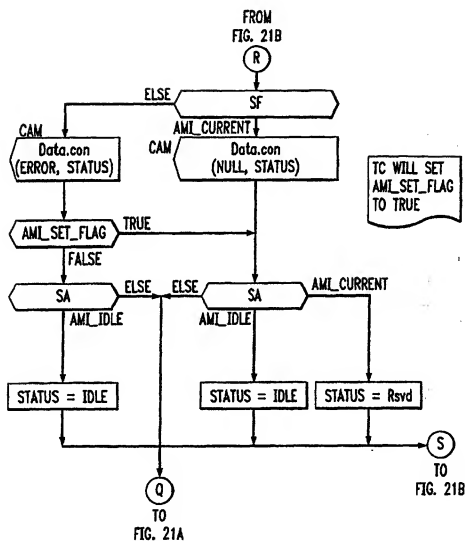 FROM
FIG. 21B
R
ELSE
SF
CAM
AMI_CURRENT
CAM
Data.con
(ERROR, STATUS)
Data.con
(NULL, STATUS)
TC WILL SET
AMI_SET_FLAG
TO TRUE
AMI_SET_FLAG
TRUE
FALSE
SA
ELSE
ELSE
SA
AMI_CURRENT
AMI_IDLE
AMI_IDLE
STATUS = IDLE
STATUS = IDLE
STATUS = Rsvd
S
Q
TO
FIG. 21B
TO
FIG. 21A